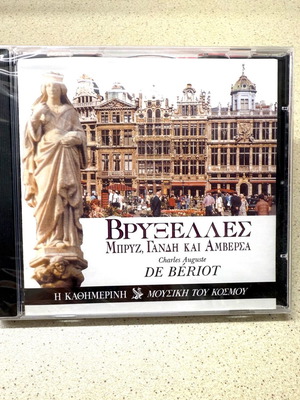 ΒΡΥΞΕΛΛΕΣ
ΜΠΡΥΖ, ΓΑΝΔΗ ΚΑΙ ΑΜΒΕΡΣΑ
Charles Auguste
DE BÉRIOT
Η ΚΑΘΗΜΕΡΙΝΗ ΜΟΥΣΙΚΗ ΤΟΥ ΚΟΣΜΟΥ